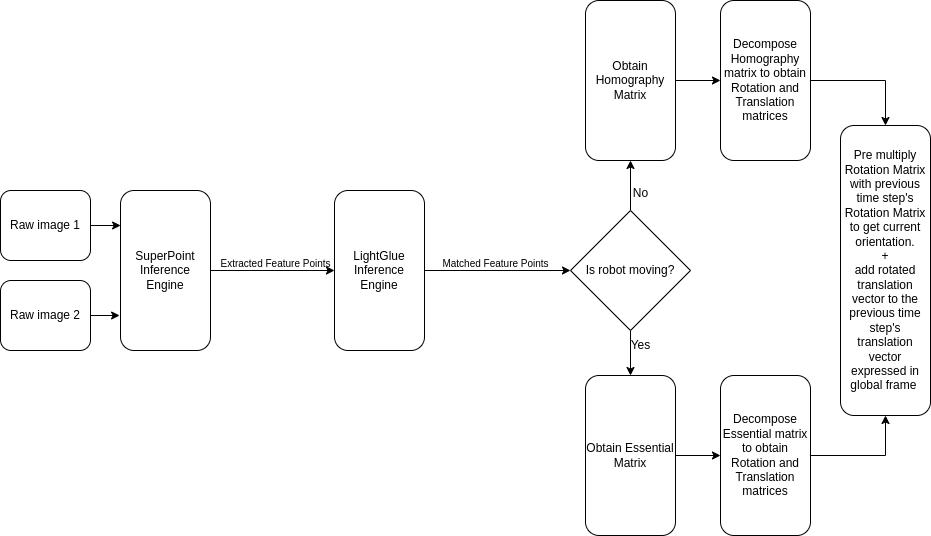 Raw image 1
Raw image 2
SuperPoint
Inference
Engine
Extracted Feature Points
LightGlue
Inference
Engine
Matched Feature Points
Is robot moving?
No
Yes
Obtain
Homography
Matrix
Decompose
Homography
matrix to obtain
Rotation and
Translation
matrices
Obtain Essential
Matrix
Decompose
Essential matrix
to obtain
Rotation and
Translation
matrices
Pre multiply
Rotation Matrix
with previous
time step's
Rotation Matrix
to get current
orientation.
+
add rotated
translation
vector to the
previous time
step's
translation
vector
expressed in
global frame